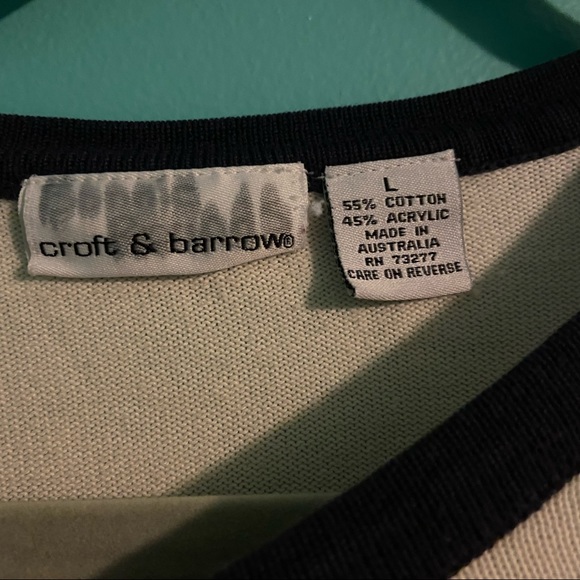 croft & barrow®
L
55% COTTON
45% ACRYLIC
MADE IN
AUSTRALIA
RN 73277
CARE ON REVERSE